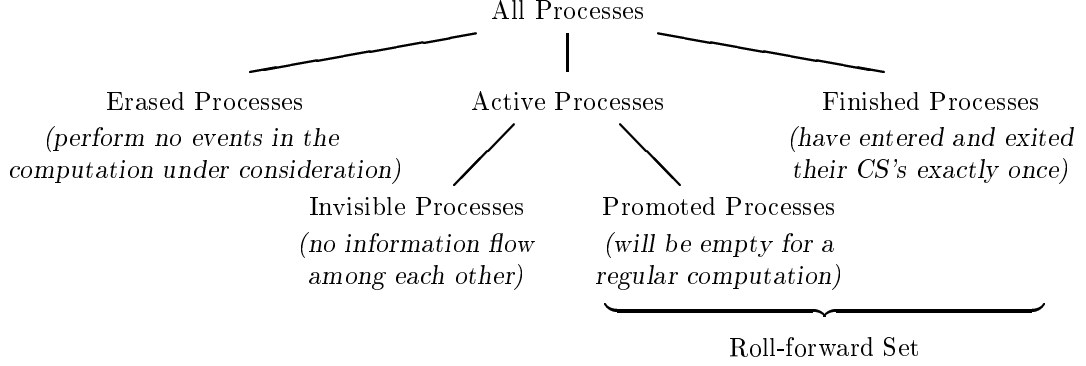 All Processes
Erased Processes
(perform no events in the
computation under consideration)
Active Processes
Finished Processes
(have entered and exited
their CS's exactly once)
Invisible Processes
(no information flow
among each other)
Promoted Processes
(will be empty for a
regular computation)
Roll-forward Set